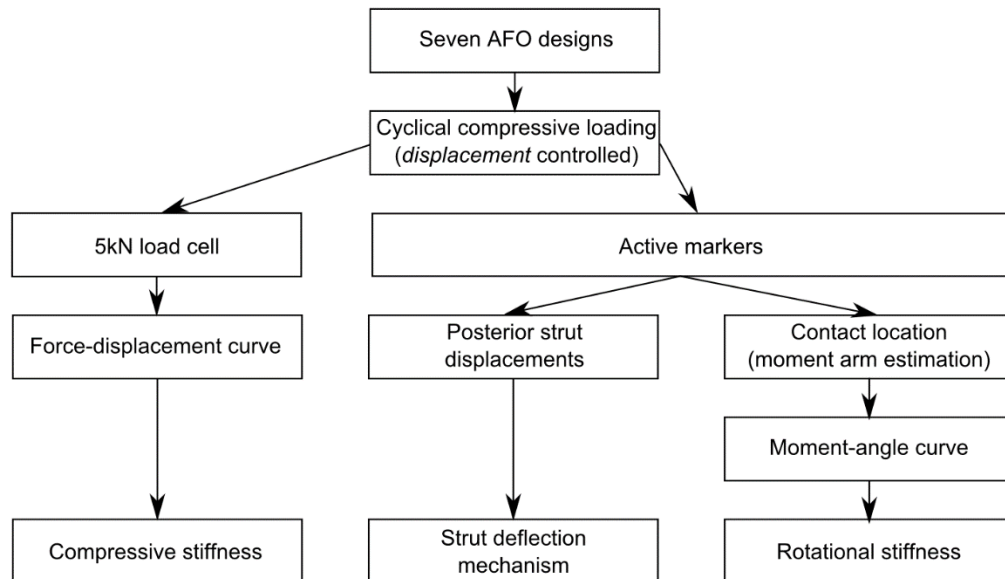 Seven AFO designs
Cyclical compressive loading
(displacement controlled)
5kN load cell
Active markers
Force-displacement curve
Posterior strut
displacements
Contact location
(moment arm estimation)
Moment-angle curve
Compressive stiffness
Strut deflection
mechanism
Rotational stiffness